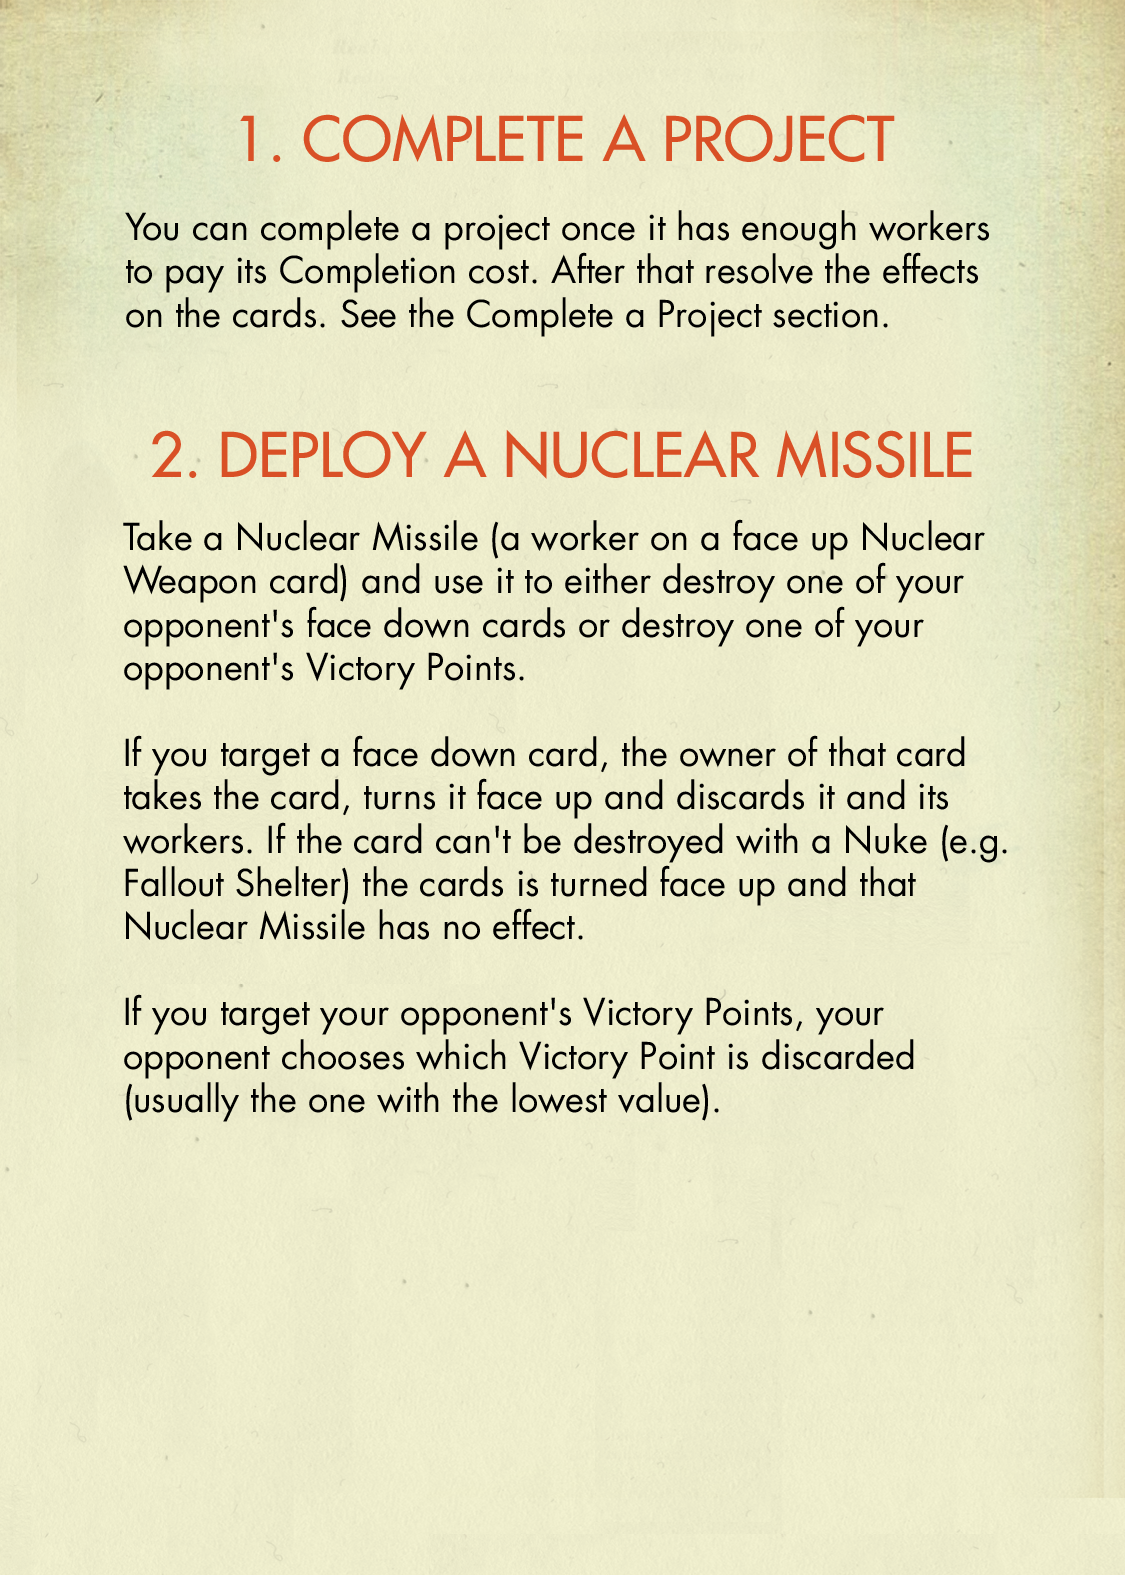 1. COMPLETE A PROJECT
You can complete a project once it has enough workers
to pay its Completion cost. After that resolve the effects
on the cards. See the Complete a Project section.
2. DEPLOY A NUCLEAR MISSILE
Take a Nuclear Missile (a worker on a face up Nuclear
Weapon card) and use it to either destroy one of your
opponent's face down cards or destroy one of your
opponent's Victory Points.
If you target a face down card, the owner of that card
takes the card, turns it face up and discards it and its
workers. If the card can't be destroyed with a Nuke (e.g.
Fallout Shelter) the cards is turned face up and that
Nuclear Missile has no effect.
If you target your opponent's Victory Points, your
opponent chooses which Victory Point is discarded
(usually the one with the lowest value).